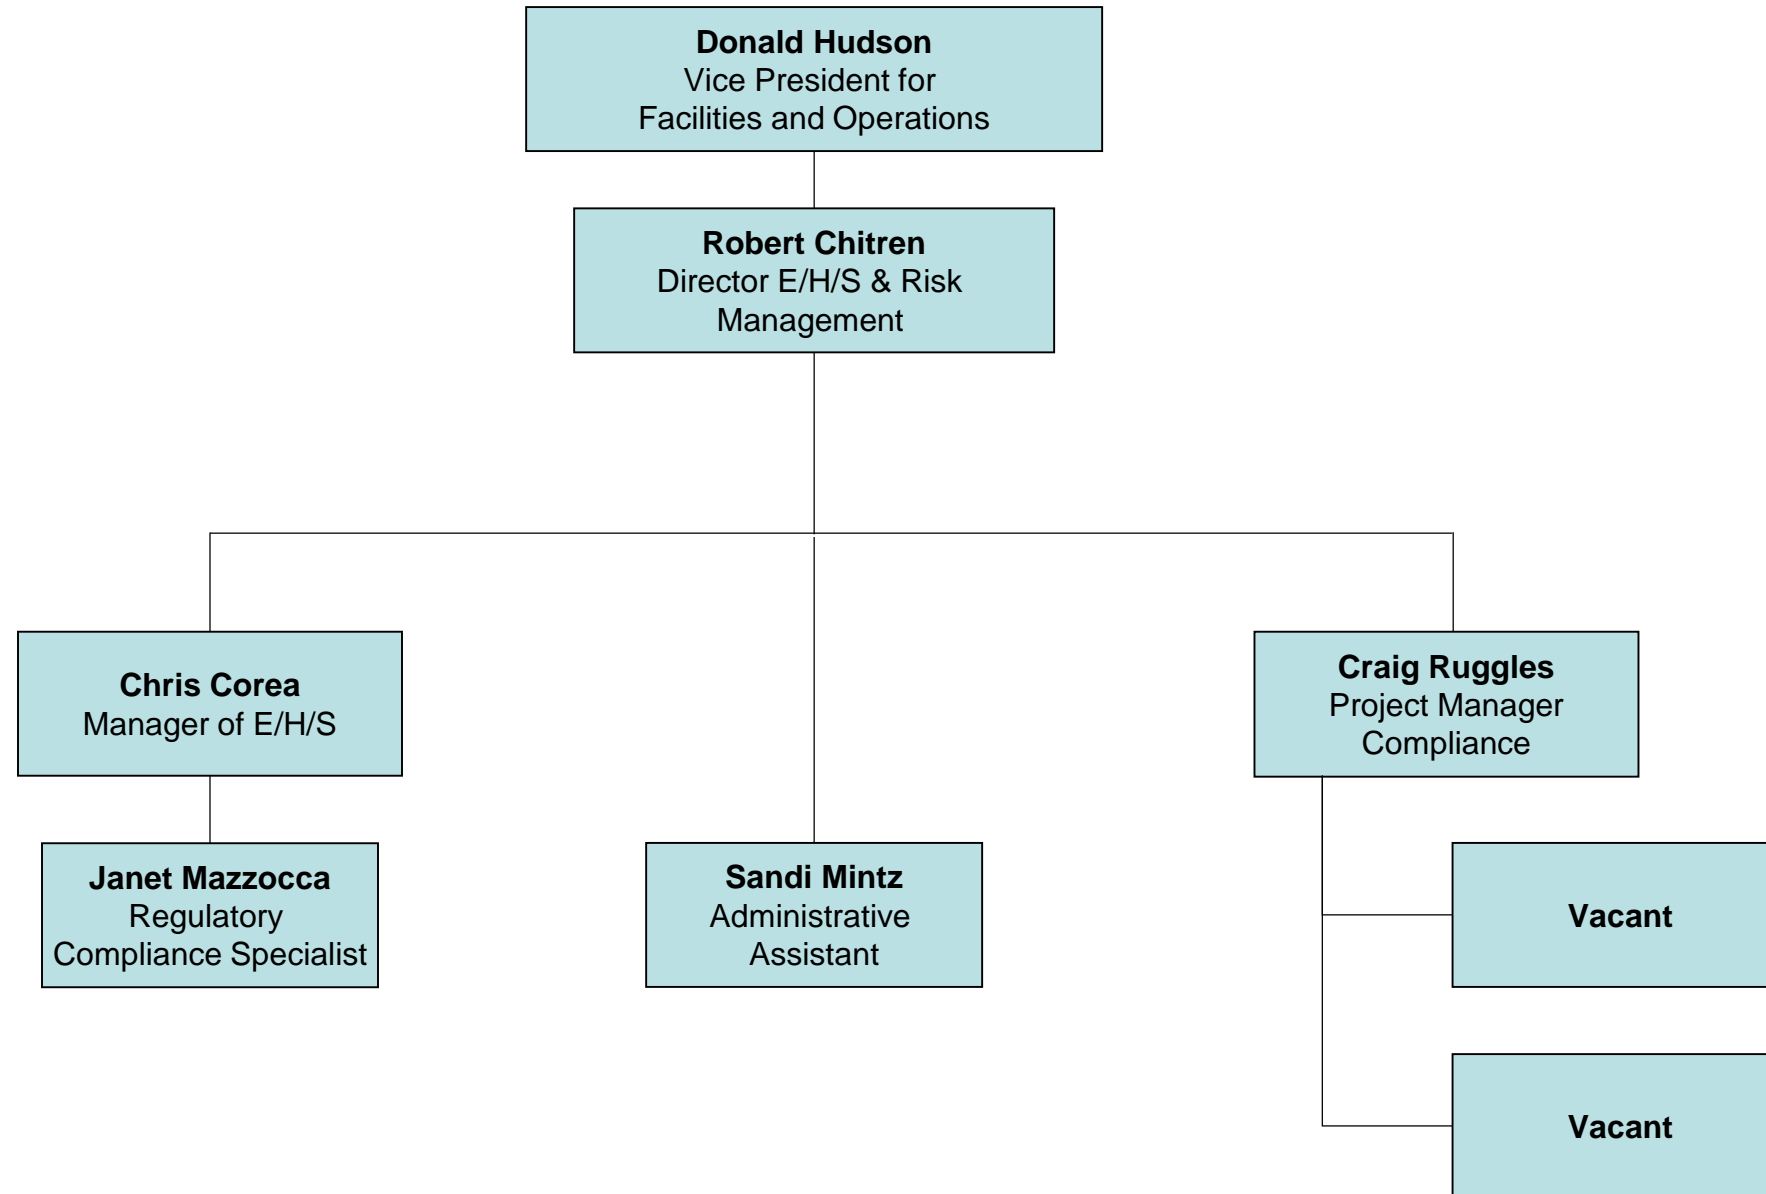 Donald Hudson
Vice President for
Facilities and Operations
Robert Chitren
Director E/H/S & Risk
Management
Chris Corea
Manager of E/H/S
Craig Ruggles
Project Manager
Compliance
Janet Mazzocca
Regulatory
Compliance Specialist
Sandi Mintz
Administrative
Assistant
Vacant
Vacant